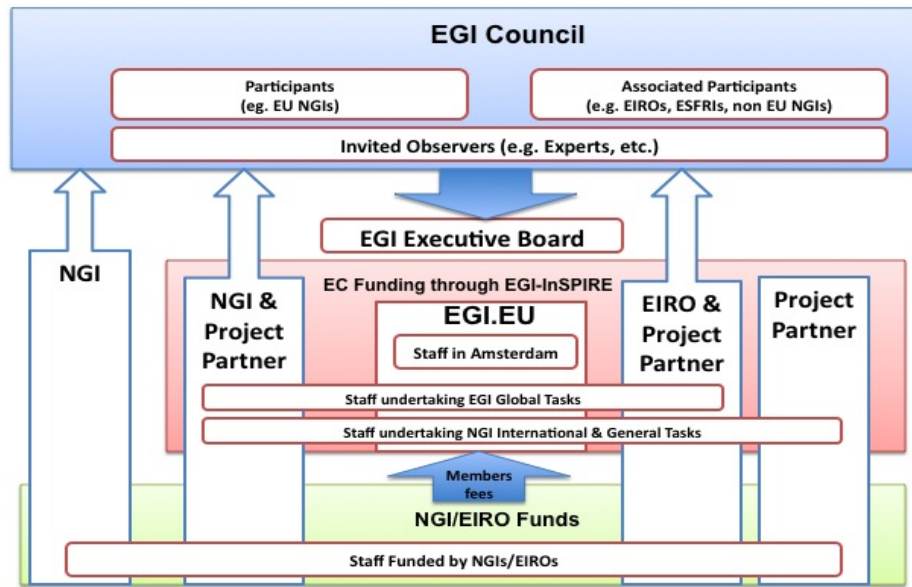 EGI Council
Participants
(eg. EU NGIs)
Associated Participants
(e.g. EIROs, ESFRIs, non EU NGIs)
Invited Observers (e.g. Experts, etc.)
EGI Executive Board
NGI
EC Funding through EGI-InSPIRE
NGI &
Project
Partner
EGI.EU
Staff in Amsterdam
EIRO &
Project
Partner
Project
Partner
Staff undertaking EGI Global Tasks
Staff undertaking NGI International & General Tasks
Members
fees
NGI/EIRO Funds
Staff Funded by NGIs/EIROs